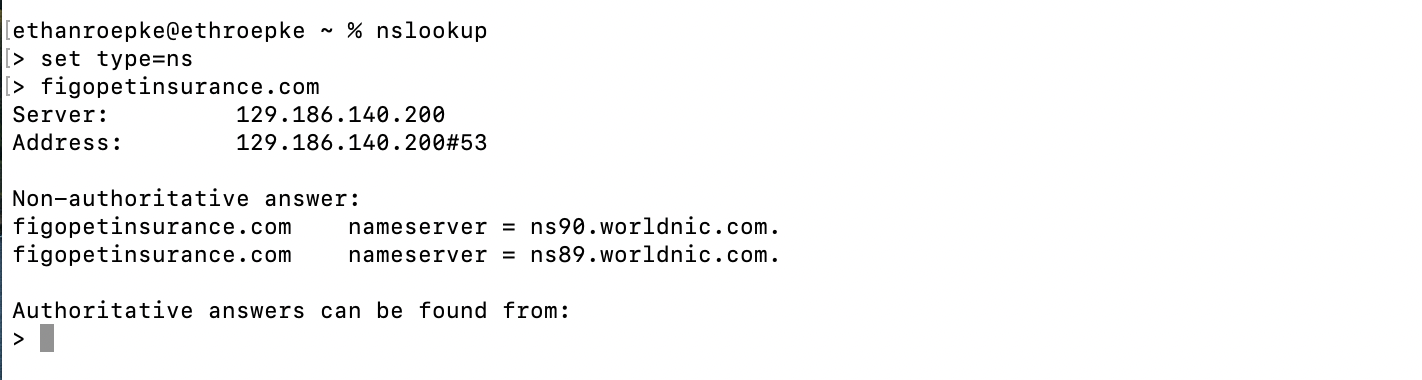 [ethanroepke@ethroepke ~ % nslookup
[> set type=ns
[> figopetinsurance.com
Server:         129.186.140.200
Address:        129.186.140.200#53

Non-authoritative answer:
figopetinsurance.com    nameserver = ns90.worldnic.com.
figopetinsurance.com    nameserver = ns89.worldnic.com.

Authoritative answers can be found from:
>